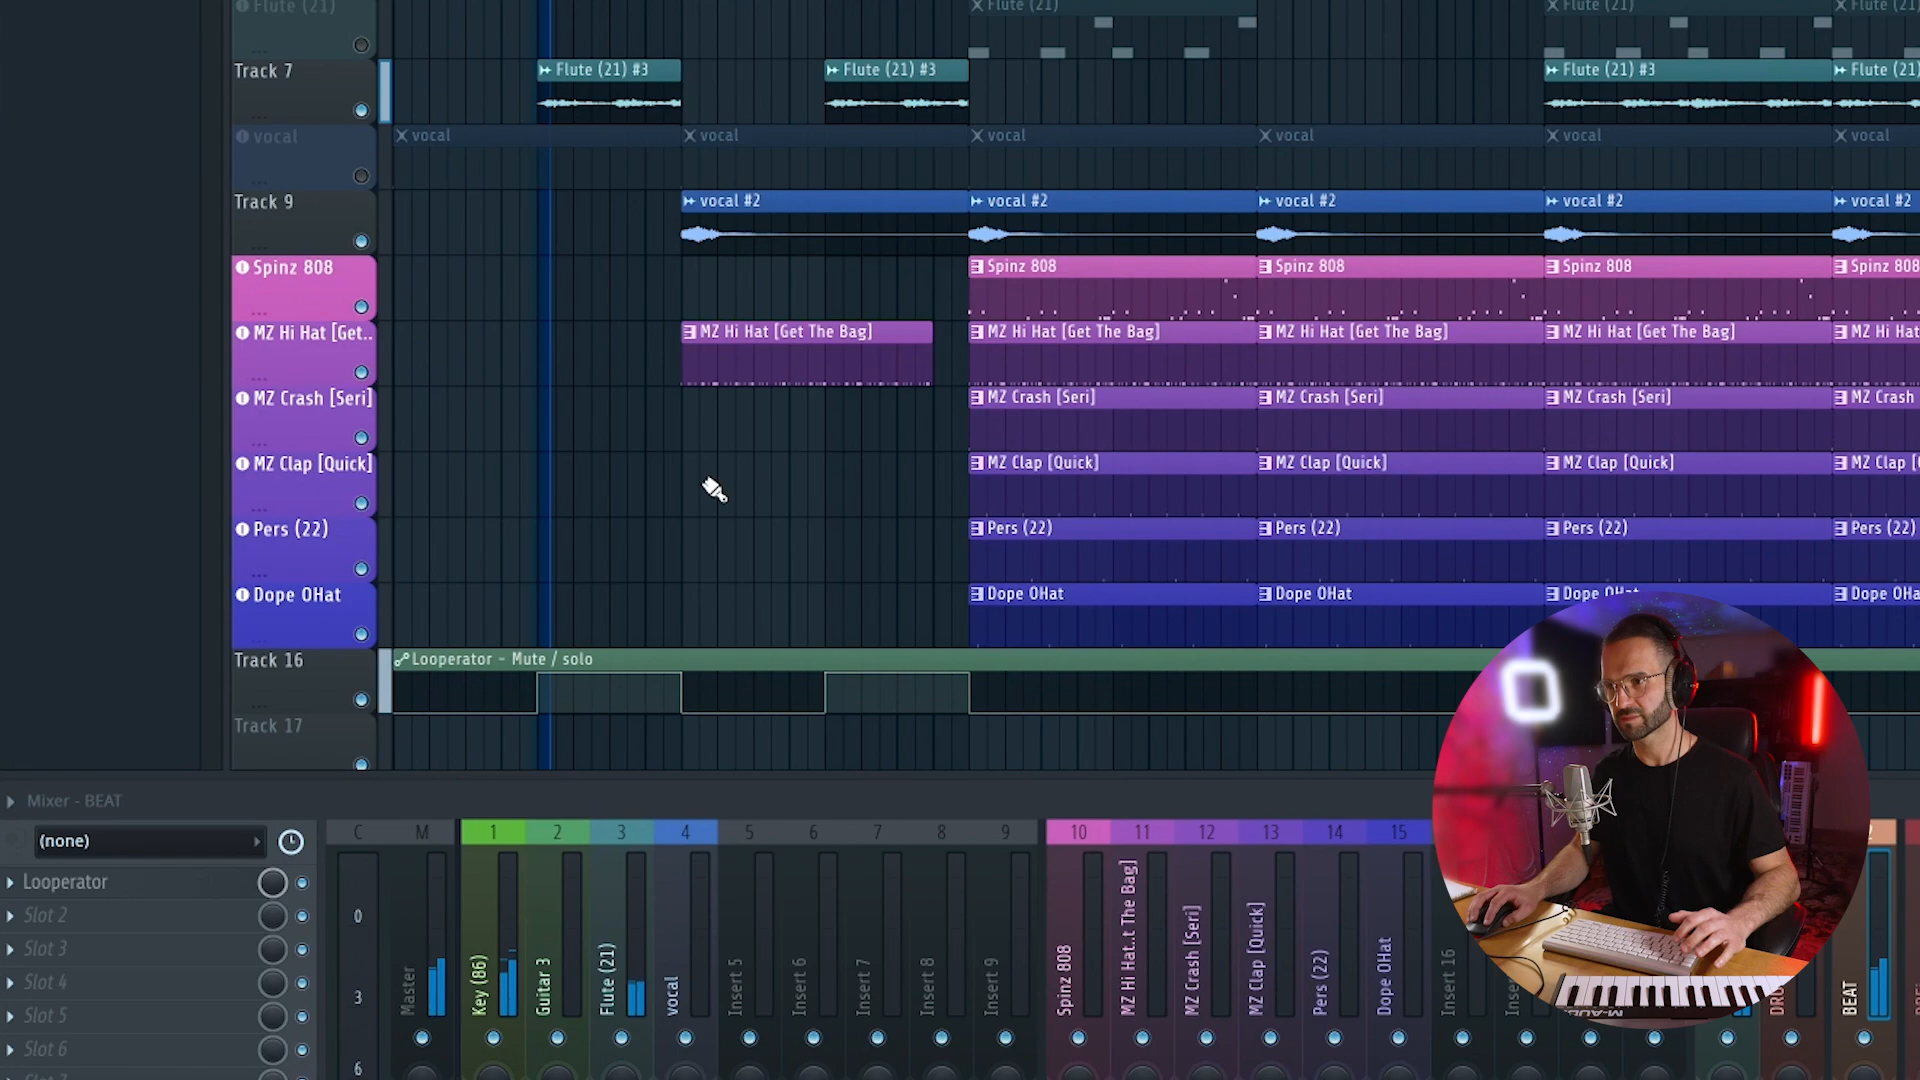 Flute (21) Flute (21) Flute (21) Flute (21)
...
Track 7 Flute (21) #3 Flute (21) #3 Flute (21) #3 Flute (21)
...
vocal vocal vocal vocal vocal vocal vocal
...
Track 9 vocal #2 vocal #2 vocal #2 vocal #2 vocal #2
...
Spinz 808 Spinz 808 Spinz 808 Spinz 808 Spinz 808
...
MZ Hi Hat [Get.. MZ Hi Hat [Get The Bag] MZ Hi Hat [Get The Bag] MZ Hi Hat [Get The Bag] MZ Hi Hat [Get The Bag] MZ Hi Hat
...
MZ Crash [Seri] MZ Crash [Seri] MZ Crash [Seri] MZ Crash [Seri] MZ Crash
...
MZ Clap [Quick] MZ Clap [Quick] MZ Clap [Quick] MZ Clap [Quick] MZ Clap
...
Pers (22) Pers (22) Pers (22) Pers (22) Pers (22)
...
Dope OHat Dope OHat Dope OHat Dope OHat
...
Track 16 Looperator - Mute / solo
...
Track 17
Mixer - BEAT
(none)
Looperator
Slot 2
Slot 3
Slot 4
Slot 5
Slot 6
C M 1 2 3 4 5 6 7 8 9 10 11 12 13 14 15
0
3
6
Master
Key (86)
Guitar 3
Flute (21)
vocal
Insert 5
Insert 6
Insert 7
Insert 8
Insert 9
Spinz 808
MZ Hi Hat..t The Bag]
MZ Crash [Seri]
MZ Clap [Quick]
Pers (22)
Dope OHat
Insert 16
BEAT